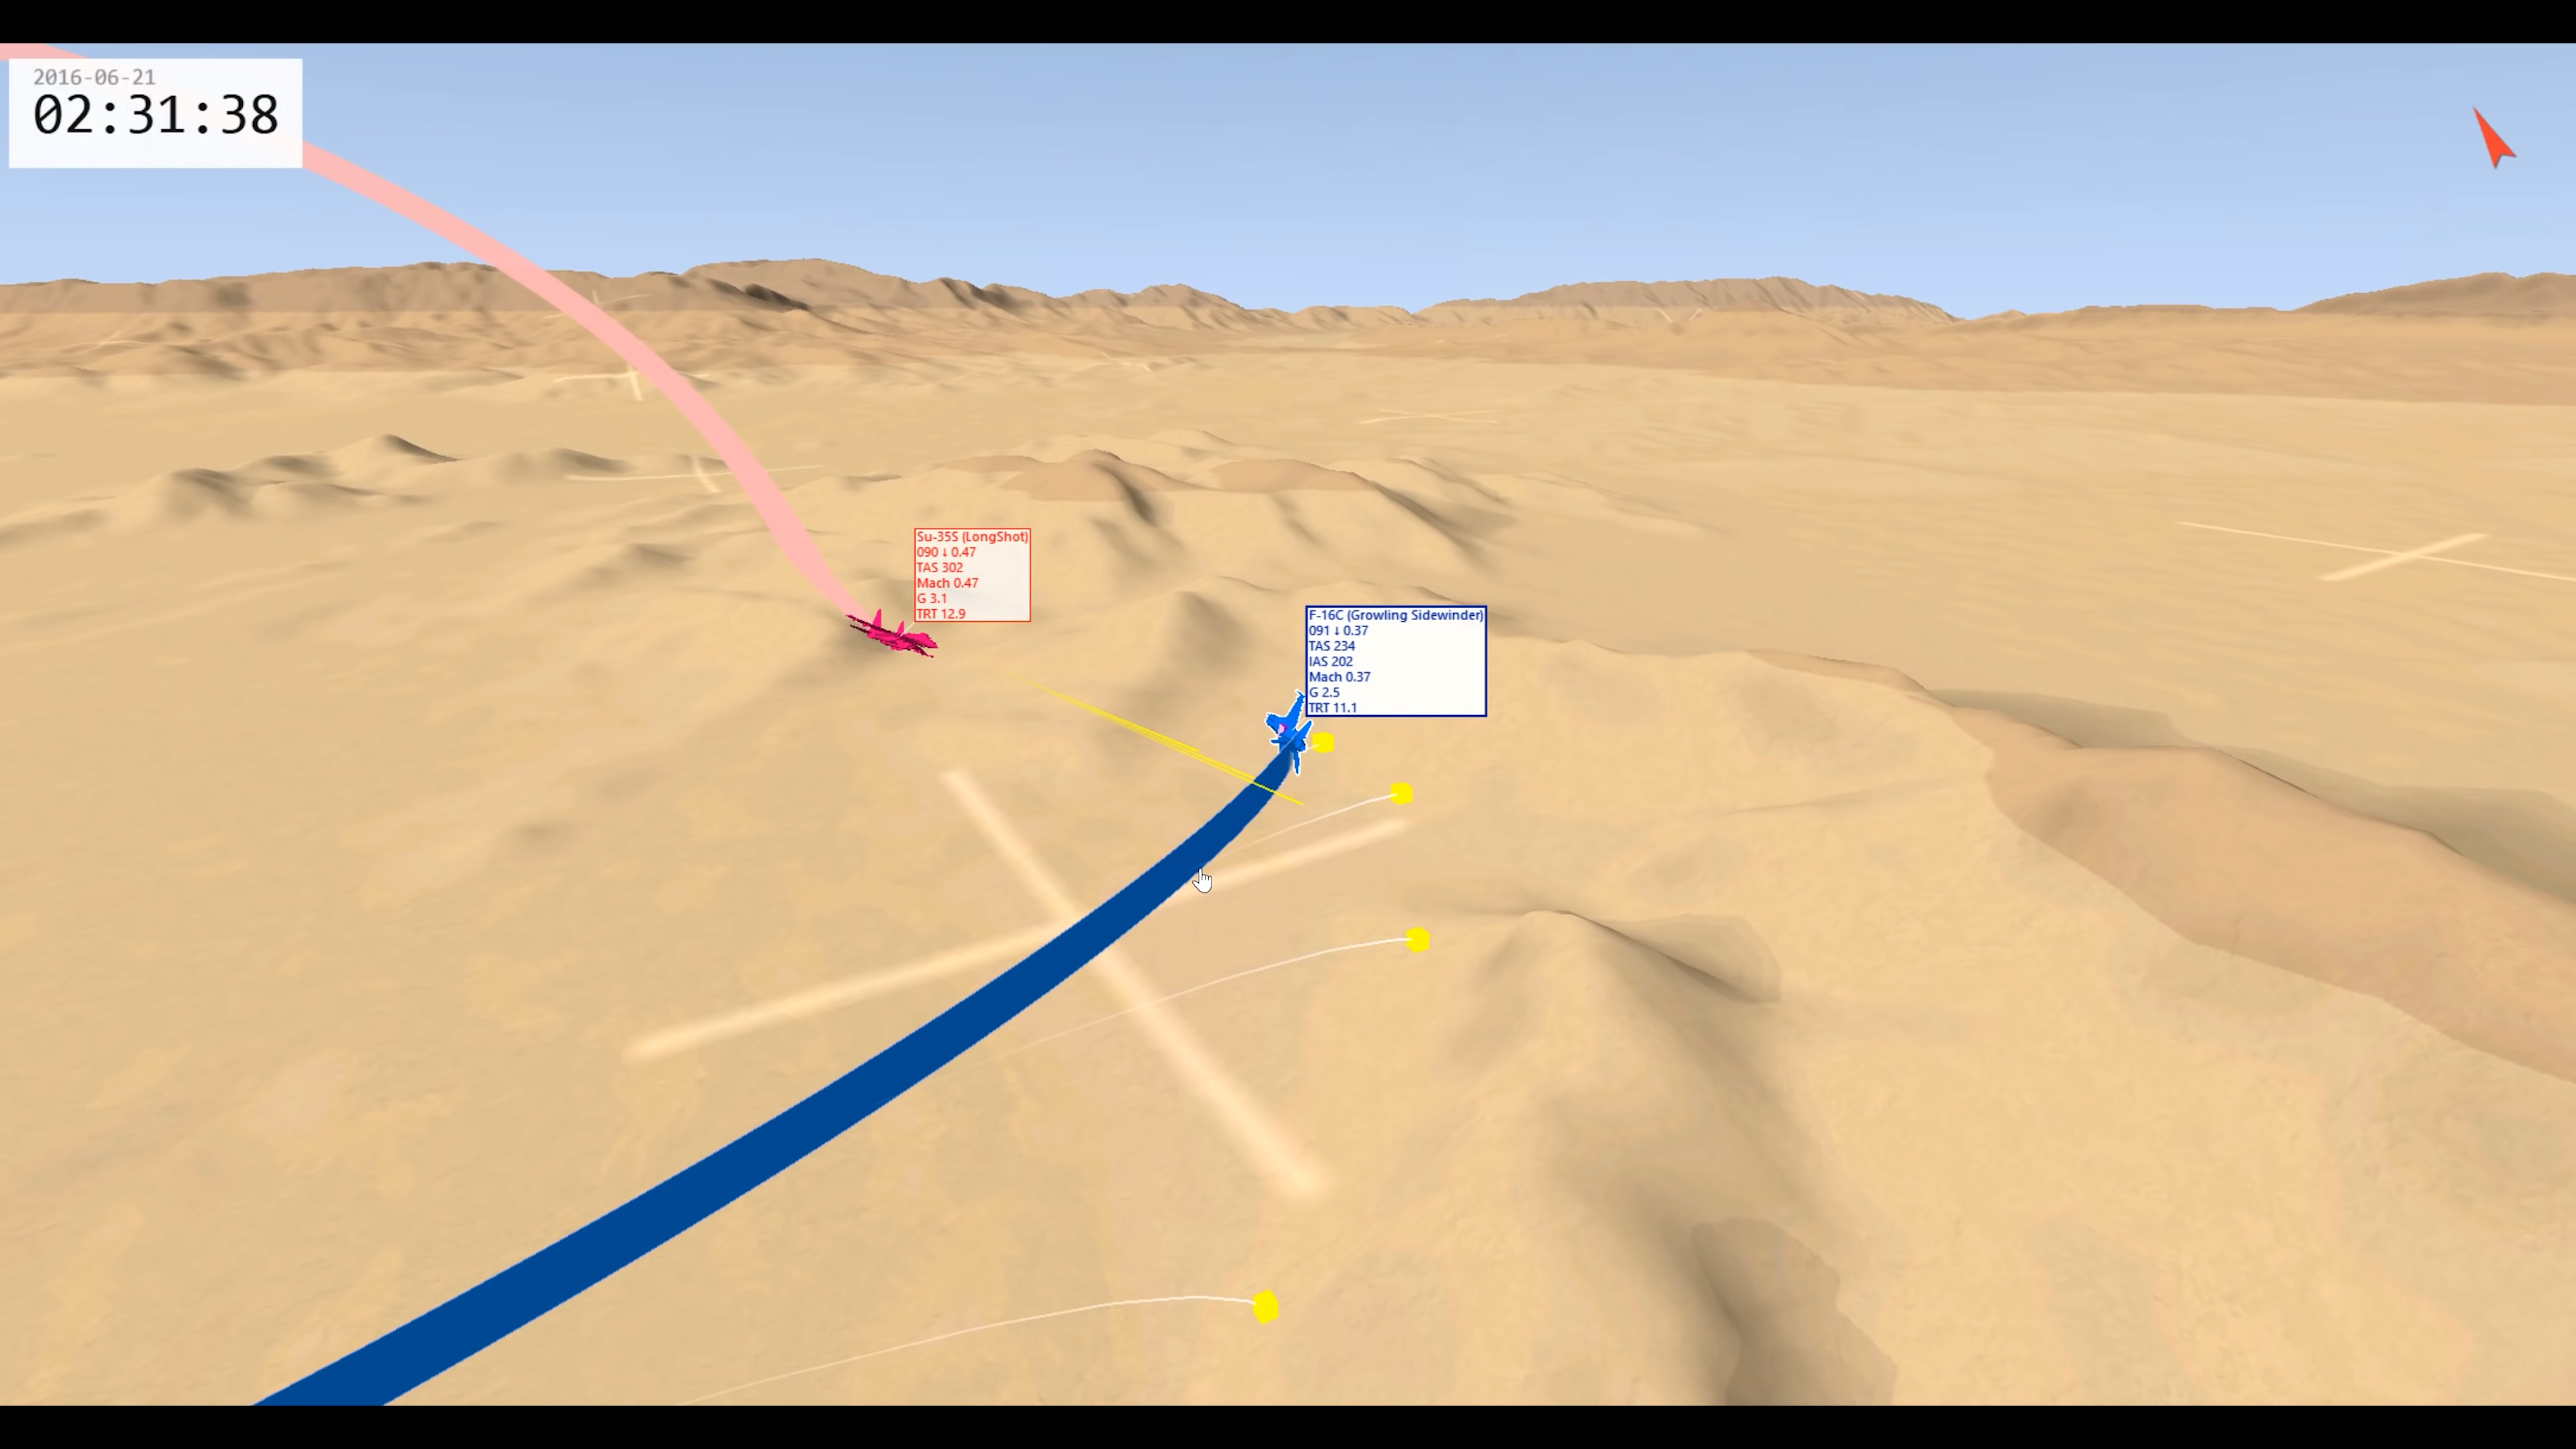 2016-06-21
02:31:38
Su-35S (LongShot)
090 ↓ 0.47
TAS 302
Mach 0.47
G 3.1
TRT 12.9
F-16C (Growling Sidewinder)
091 ↓ 0.37
TAS 234
IAS 202
Mach 0.37
G 2.5
TRT 11.1